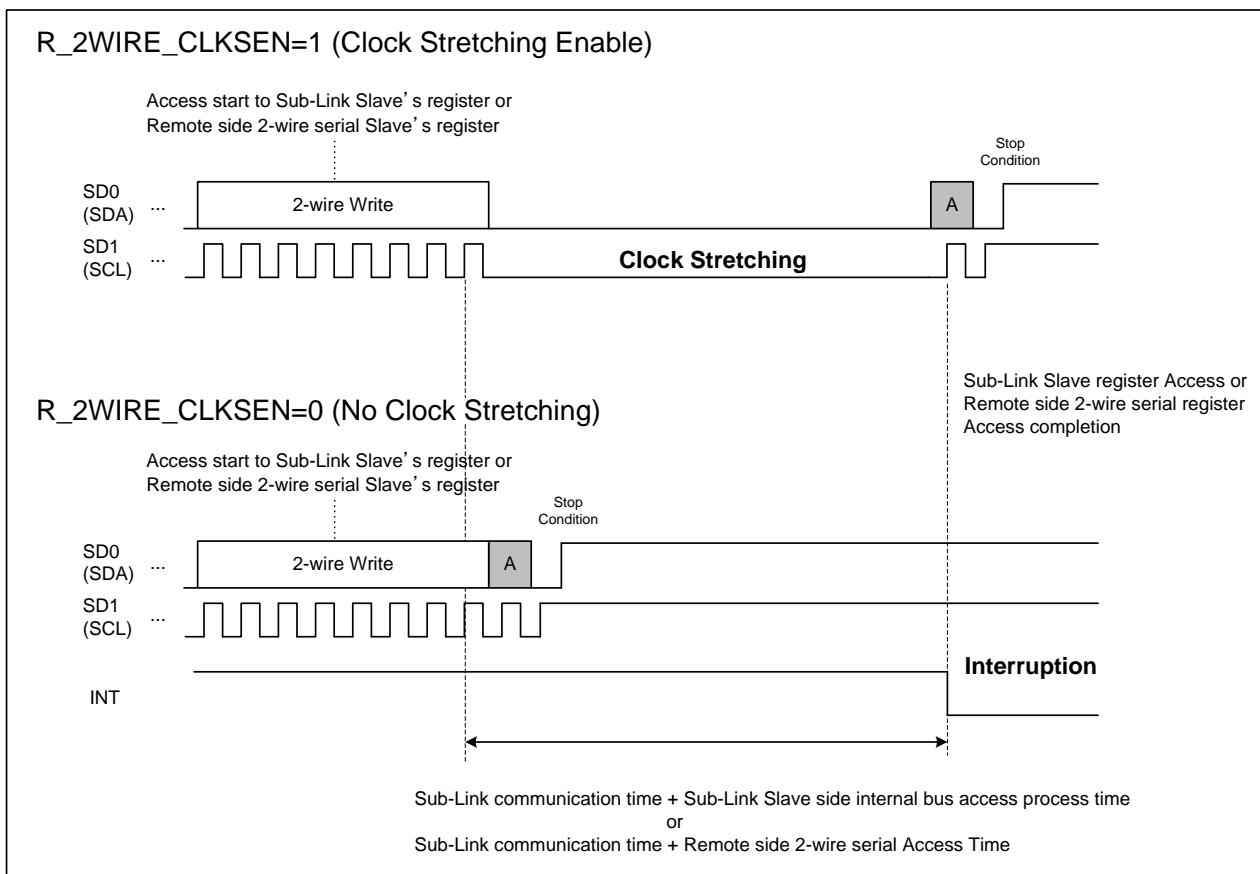 R_2WIRE_CLKSEN=1 (Clock Stretching Enable)
Access start to Sub-Link Slave’s register or
Remote side 2-wire serial Slave’s register
Stop
Condition
SD0
(SDA) ...
2-wire Write
A
SD1
(SCL) ...
Clock Stretching
Sub-Link Slave register Access or
Remote side 2-wire serial register
Access completion
R_2WIRE_CLKSEN=0 (No Clock Stretching)
Access start to Sub-Link Slave’s register or
Remote side 2-wire serial Slave’s register
Stop
Condition
SD0
(SDA) ...
2-wire Write
A
SD1
(SCL) ...
Interruption
INT
Sub-Link communication time + Sub-Link Slave side internal bus access process time
or
Sub-Link communication time + Remote side 2-wire serial Access Time